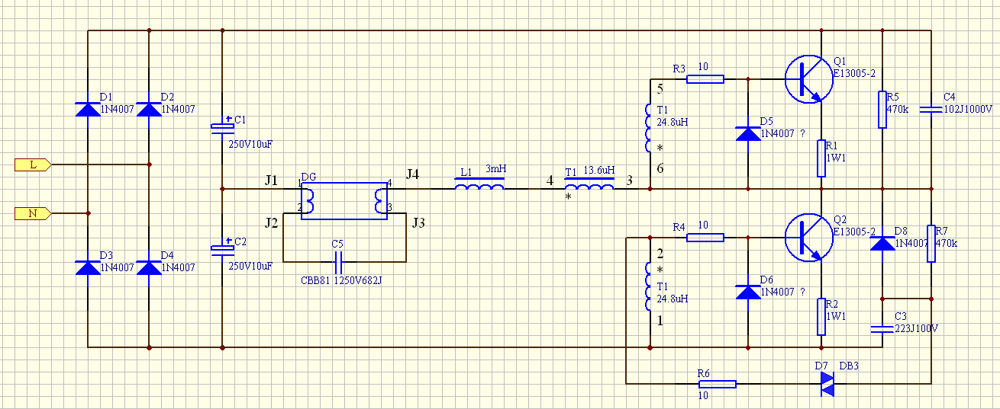 D1
1N4007
D2
1N4007
+
C1
250V10uF
L
N
D3
1N4007
D4
1N4007
+
C2
250V10uF
J1
J2
DG
1
2
4
3
J4
J3
C5
CBB81 1250V682J
L1
3mH
4
T1
13.6uH
3
*
R3
10
5
T1
24.8uH
*
6
D5
1N4007 ?
Q1
E13005-2
R1
1W1
R5
470k
C4
102J1000V
R4
10
2
*
T1
24.8uH
1
D6
1N4007 ?
Q2
E13005-2
R2
1W1
D8
1N4007
R7
470k
C3
223J100V
R6
10
D7
DB3